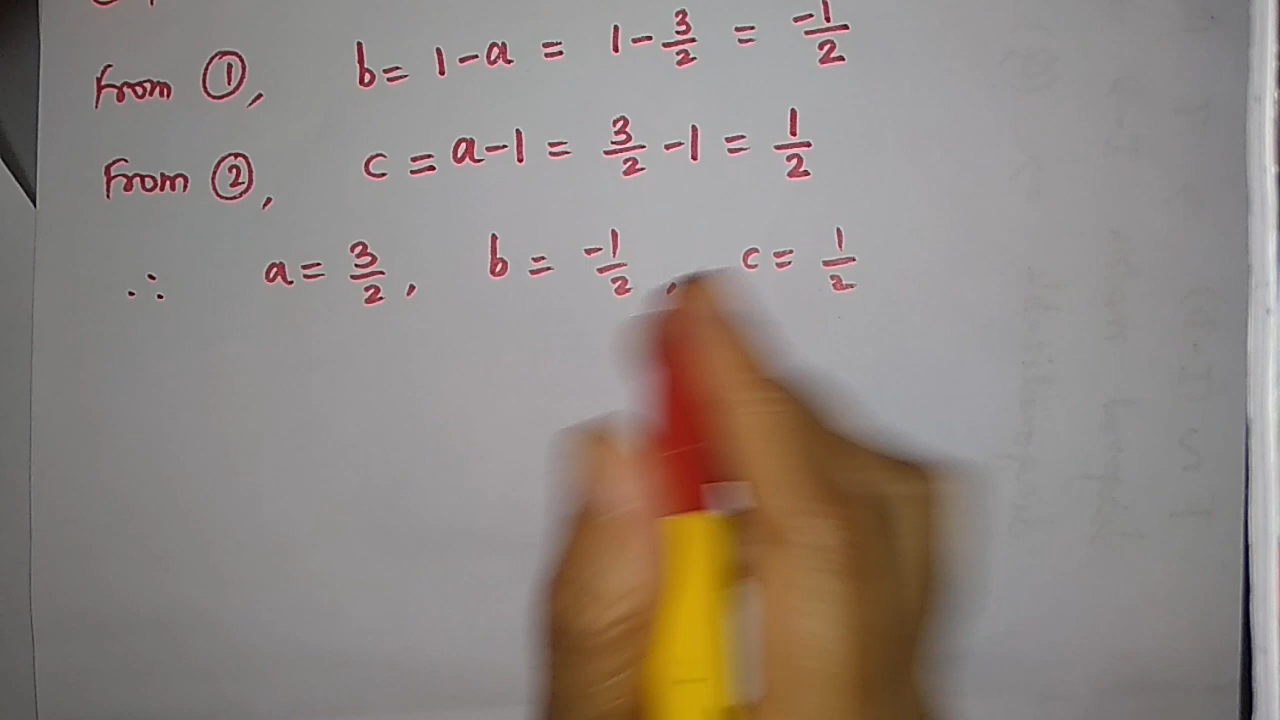 From ①, b = 1 - a = 1 - 3/2 = -1/2
From ②, c = a - 1 = 3/2 - 1 = 1/2
∴ a = 3/2, b = -1/2, c = 1/2